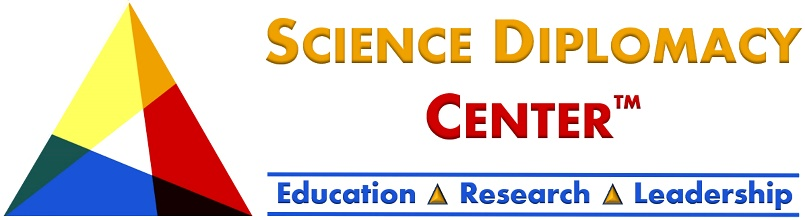 SCIENCE DIPLOMACY
CENTER™
Education Research Leadership